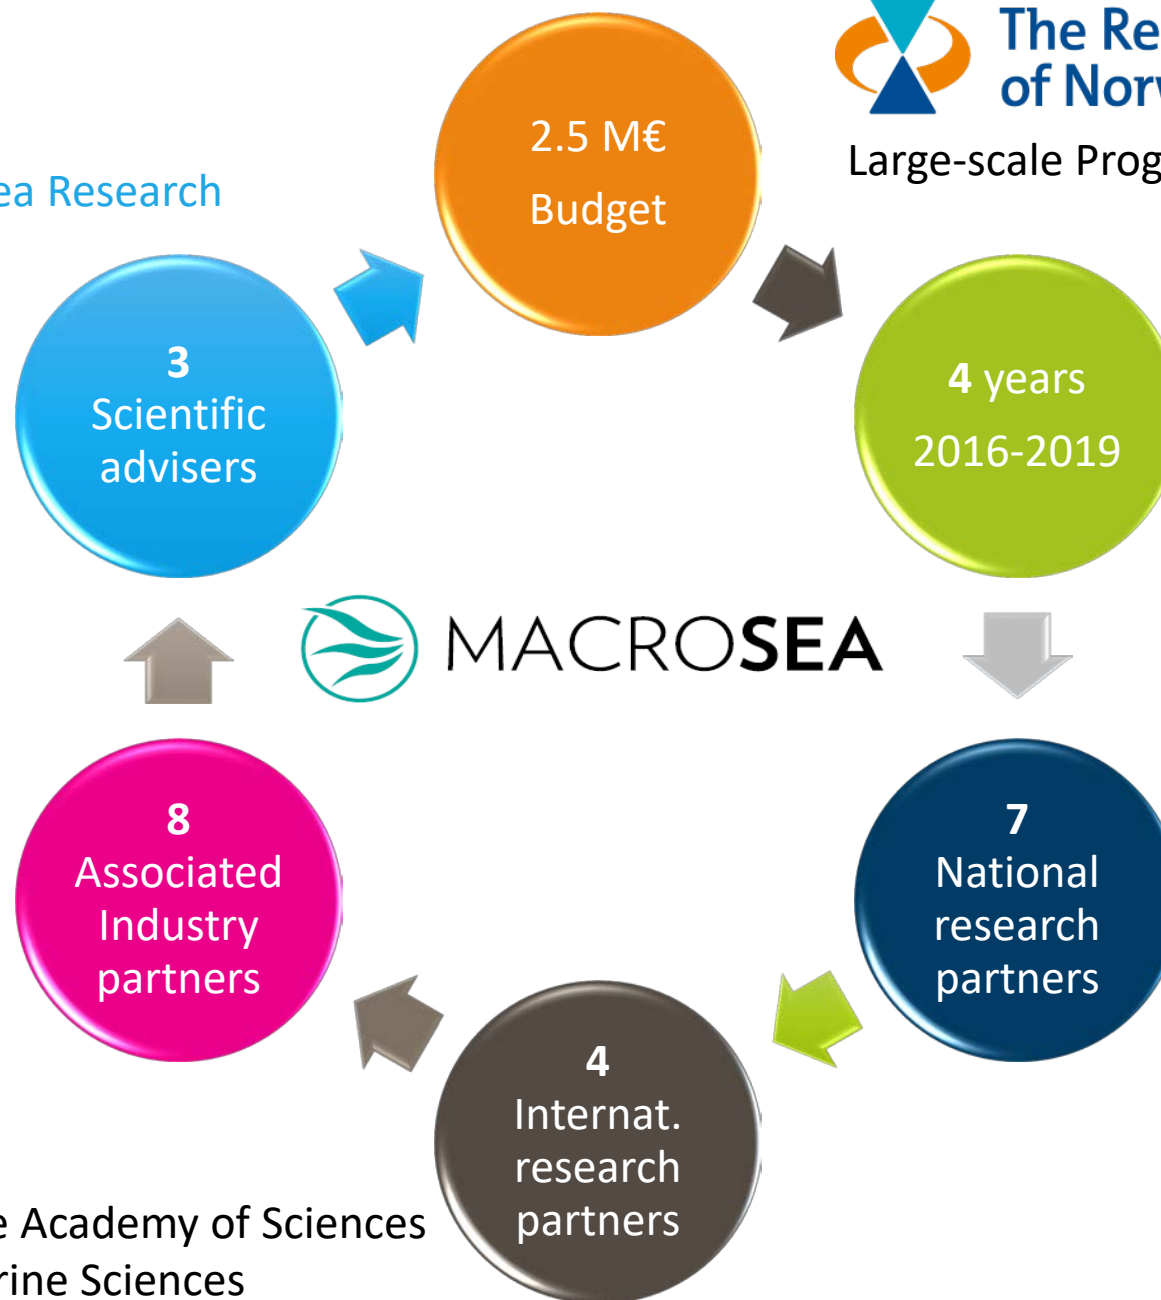 The Re
of Norw
Large-scale Prog
ea Research
2.5 M€
Budget
3
Scientific
advisers
4 years
2016-2019
MACROSEA
8
Associated
Industry
partners
7
National
research
partners
4
Internat.
research
partners
e Academy of Sciences
rine Sciences